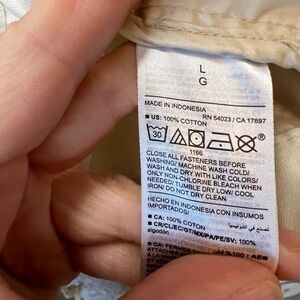 L
G
MADE IN INDONESIA
RN 54023 / CA 17897
■ US: 100% COTTON
30
1166
CLOSE ALL FASTENERS BEFORE
WASHING/ MACHINE WASH COLD/
WASH AND DRY WITH LIKE COLORS/
ONLY NON-CHLORINE BLEACH WHEN
NEEDED/ TUMBLE DRY LOW/ COOL
IRON/ DO NOT DRY CLEAN
HECHO EN INDONESIA CON INSUMOS
IMPORTADOS/
■ CA: 100% COTTON
■ CR/CL/EC/GT/MX/PA/PE/SV: 100%
algodón
■ CA: FERMER
ATTACHE